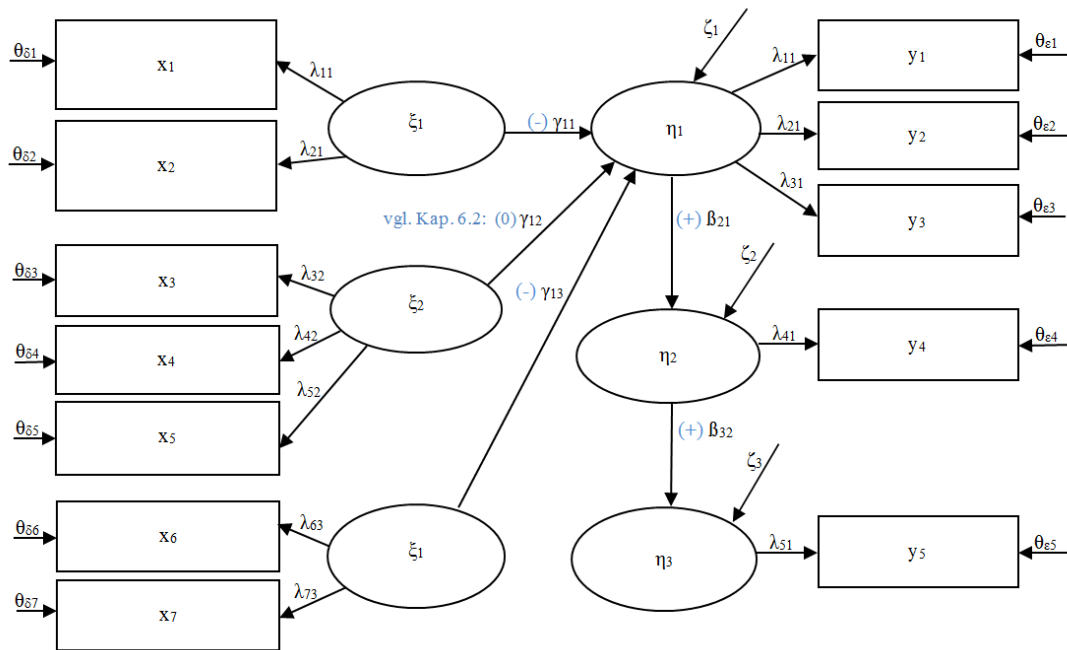 θδ1
x1
λ11
ξ1
(-) γ11
ζ1
η1
λ11
y1
θε1
θδ2
x2
λ21
λ21
y2
θε2
λ31
y3
θε3
vgl. Kap. 6.2: (0) γ12
(+) ß21
θδ3
x3
λ32
ξ2
(-) γ13
ζ2
θδ4
x4
λ42
η2
λ41
y4
θε4
θδ5
x5
λ52
(+) ß32
ζ3
θδ6
x6
λ63
ξ1
η3
λ51
y5
θε5
θδ7
x7
λ73